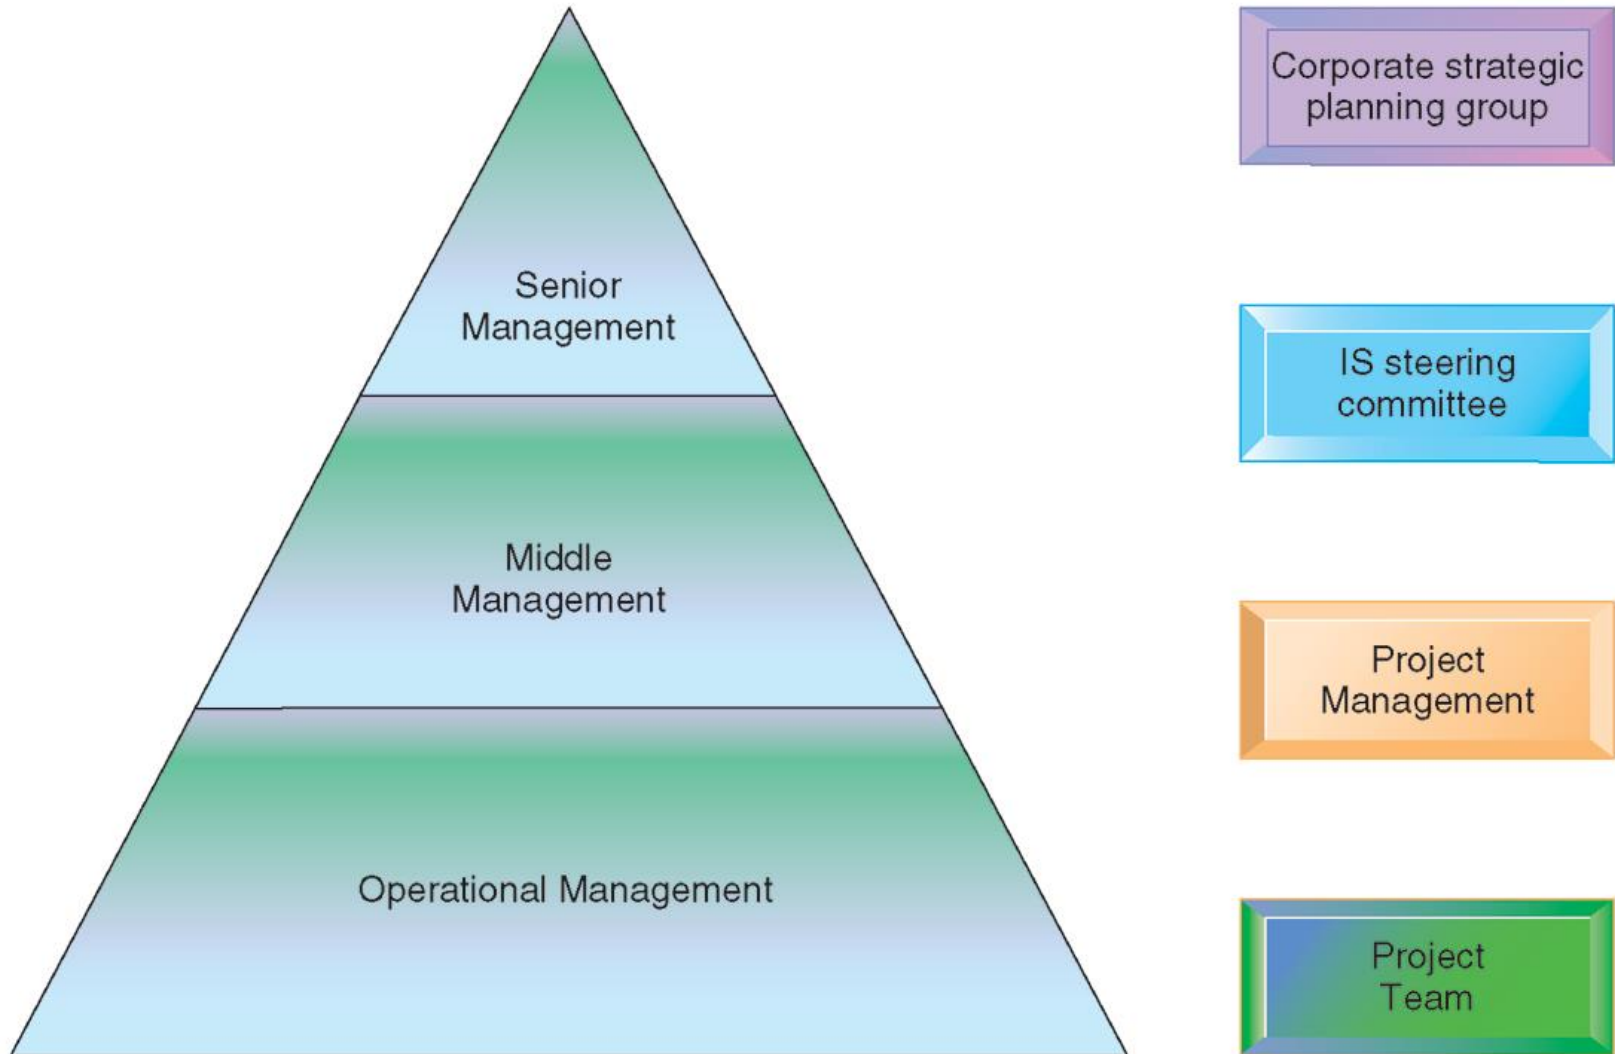 Senior
Management
Middle
Management
Operational Management
Corporate strategic
planning group
IS steering
committee
Project
Management
Project
Team